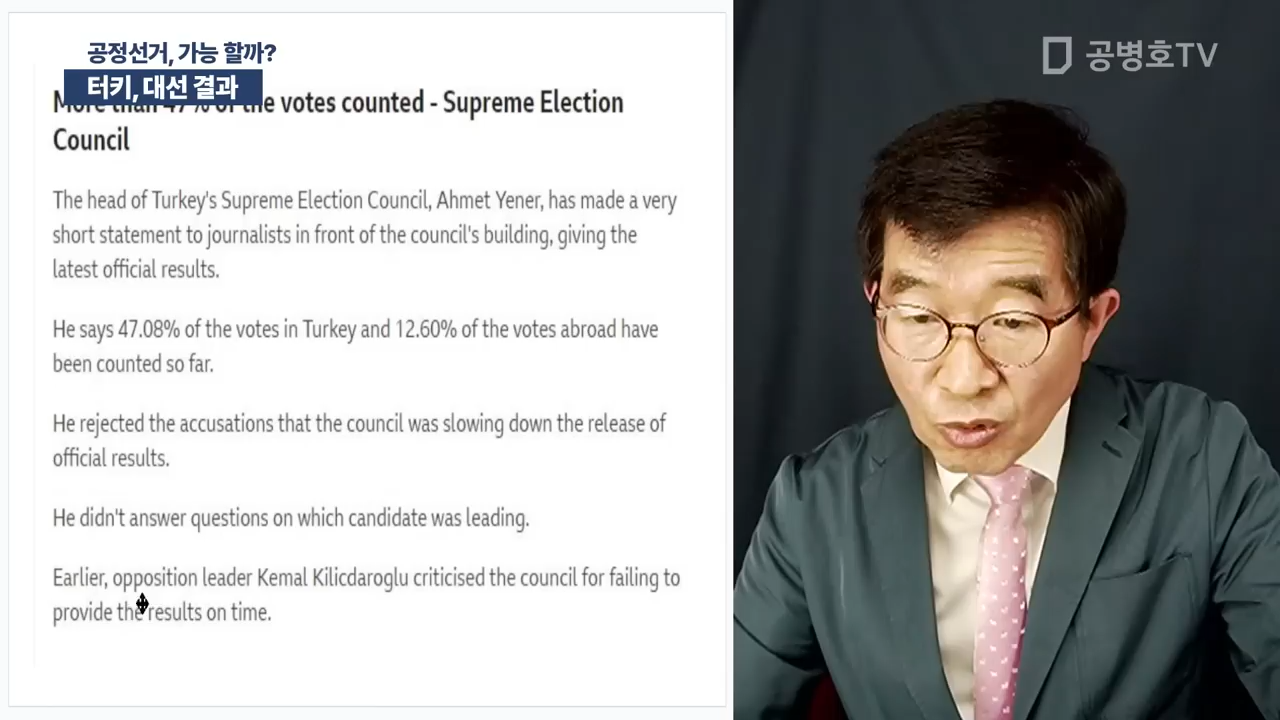 공정선거, 가능 할까?
터키, 대선 결과
공병호TV
the votes counted - Supreme Election
Council
The head of Turkey's Supreme Election Council, Ahmet Yener, has made a very
short statement to journalists in front of the council's building, giving the
latest official results.
He says 47.08% of the votes in Turkey and 12.60% of the votes abroad have
been counted so far.
He rejected the accusations that the council was slowing down the release of
official results.
He didn't answer questions on which candidate was leading.
Earlier, opposition leader Kemal Kilicdaroglu criticised the council for failing to
provide the results on time.